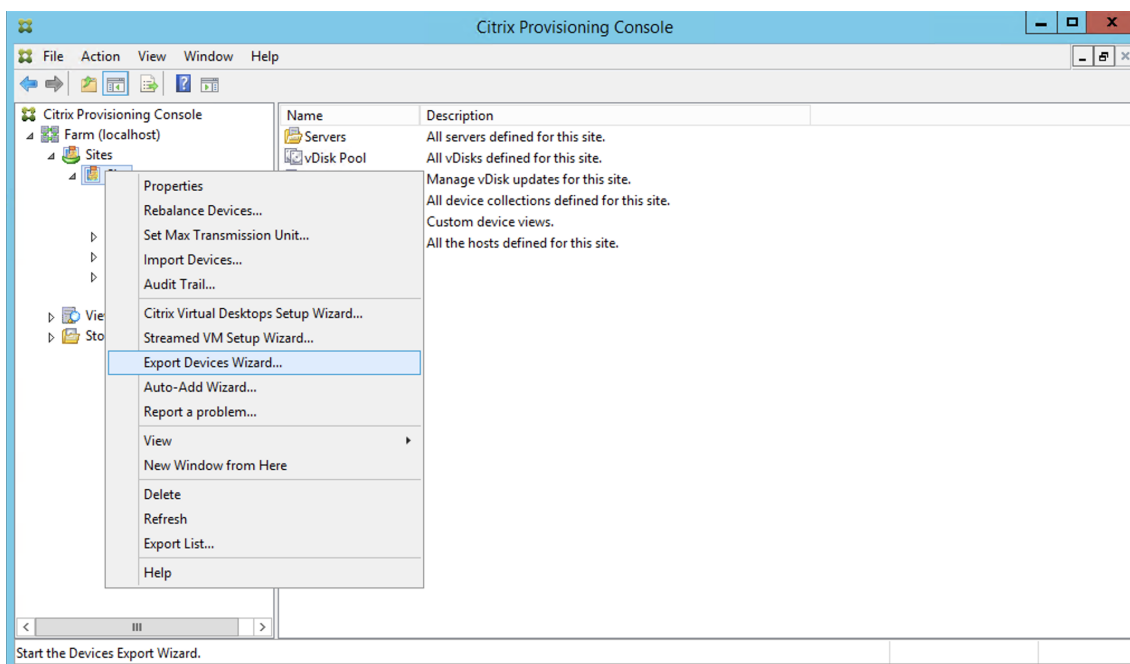 Citrix Provisioning Console
File Action View Window Help
Citrix Provisioning Console
Farm (localhost)
Sites
Name Description
Servers All servers defined for this site.
vDisk Pool All vDisks defined for this site.
Manage vDisk updates for this site.
All device collections defined for this site.
Custom device views.
All the hosts defined for this site.
Vie
Sto
Properties
Rebalance Devices...
Set Max Transmission Unit...
Import Devices...
Audit Trail...
Citrix Virtual Desktops Setup Wizard...
Streamed VM Setup Wizard...
Export Devices Wizard...
Auto-Add Wizard...
Report a problem...
View
New Window from Here
Delete
Refresh
Export List...
Help
Start the Devices Export Wizard.